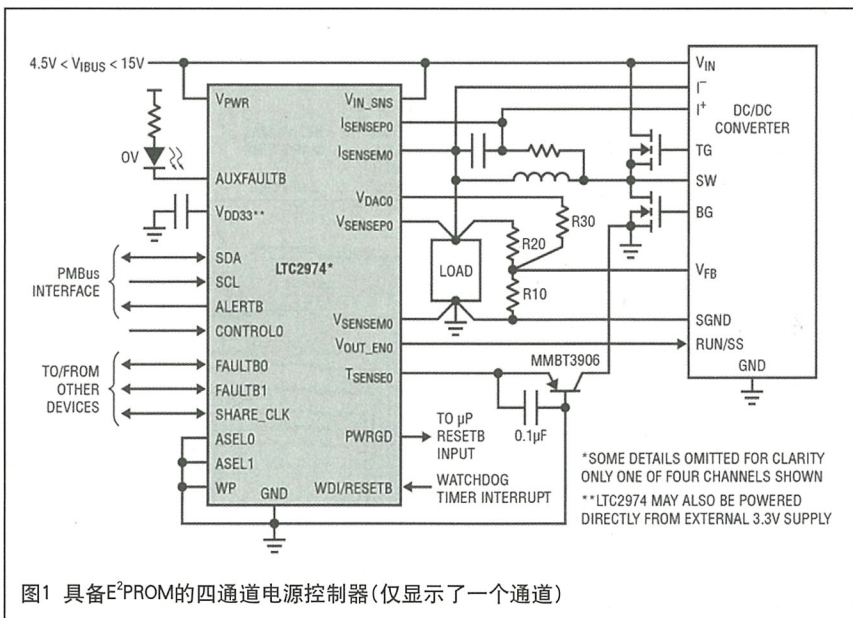 4.5V < VIBUS < 15V
0V
VPWR
AUXFAULTB
VDD33**
SDA
SCL
ALERTB
CONTROL0
FAULTB0
FAULTB1
SHARE_CLK
ASEL0
ASEL1
WP
GND
PMBus
INTERFACE
TO/FROM
OTHER
DEVICES
LTC2974*
VIN_SNS
ISENSEP0
ISENSEM0
VDAC0
VSENSEP0
VSENSEM0
VOUT_EN0
TSENSE0
PWRGD
WDI/RESETB
TO µP
RESETB
INPUT
WATCHDOG
TIMER INTERRUPT
LOAD
R20
R30
R10
MMBT3906
0.1µF
VIN
I−
I+
DC/DC
CONVERTER
TG
SW
BG
VFB
SGND
RUN/SS
GND
*SOME DETAILS OMITTED FOR CLARITY
ONLY ONE OF FOUR CHANNELS SHOWN
**LTC2974 MAY ALSO BE POWERED
DIRECTLY FROM EXTERNAL 3.3V SUPPLY
图1 具备E²PROM的四通道电源控制器(仅显示了一个通道)